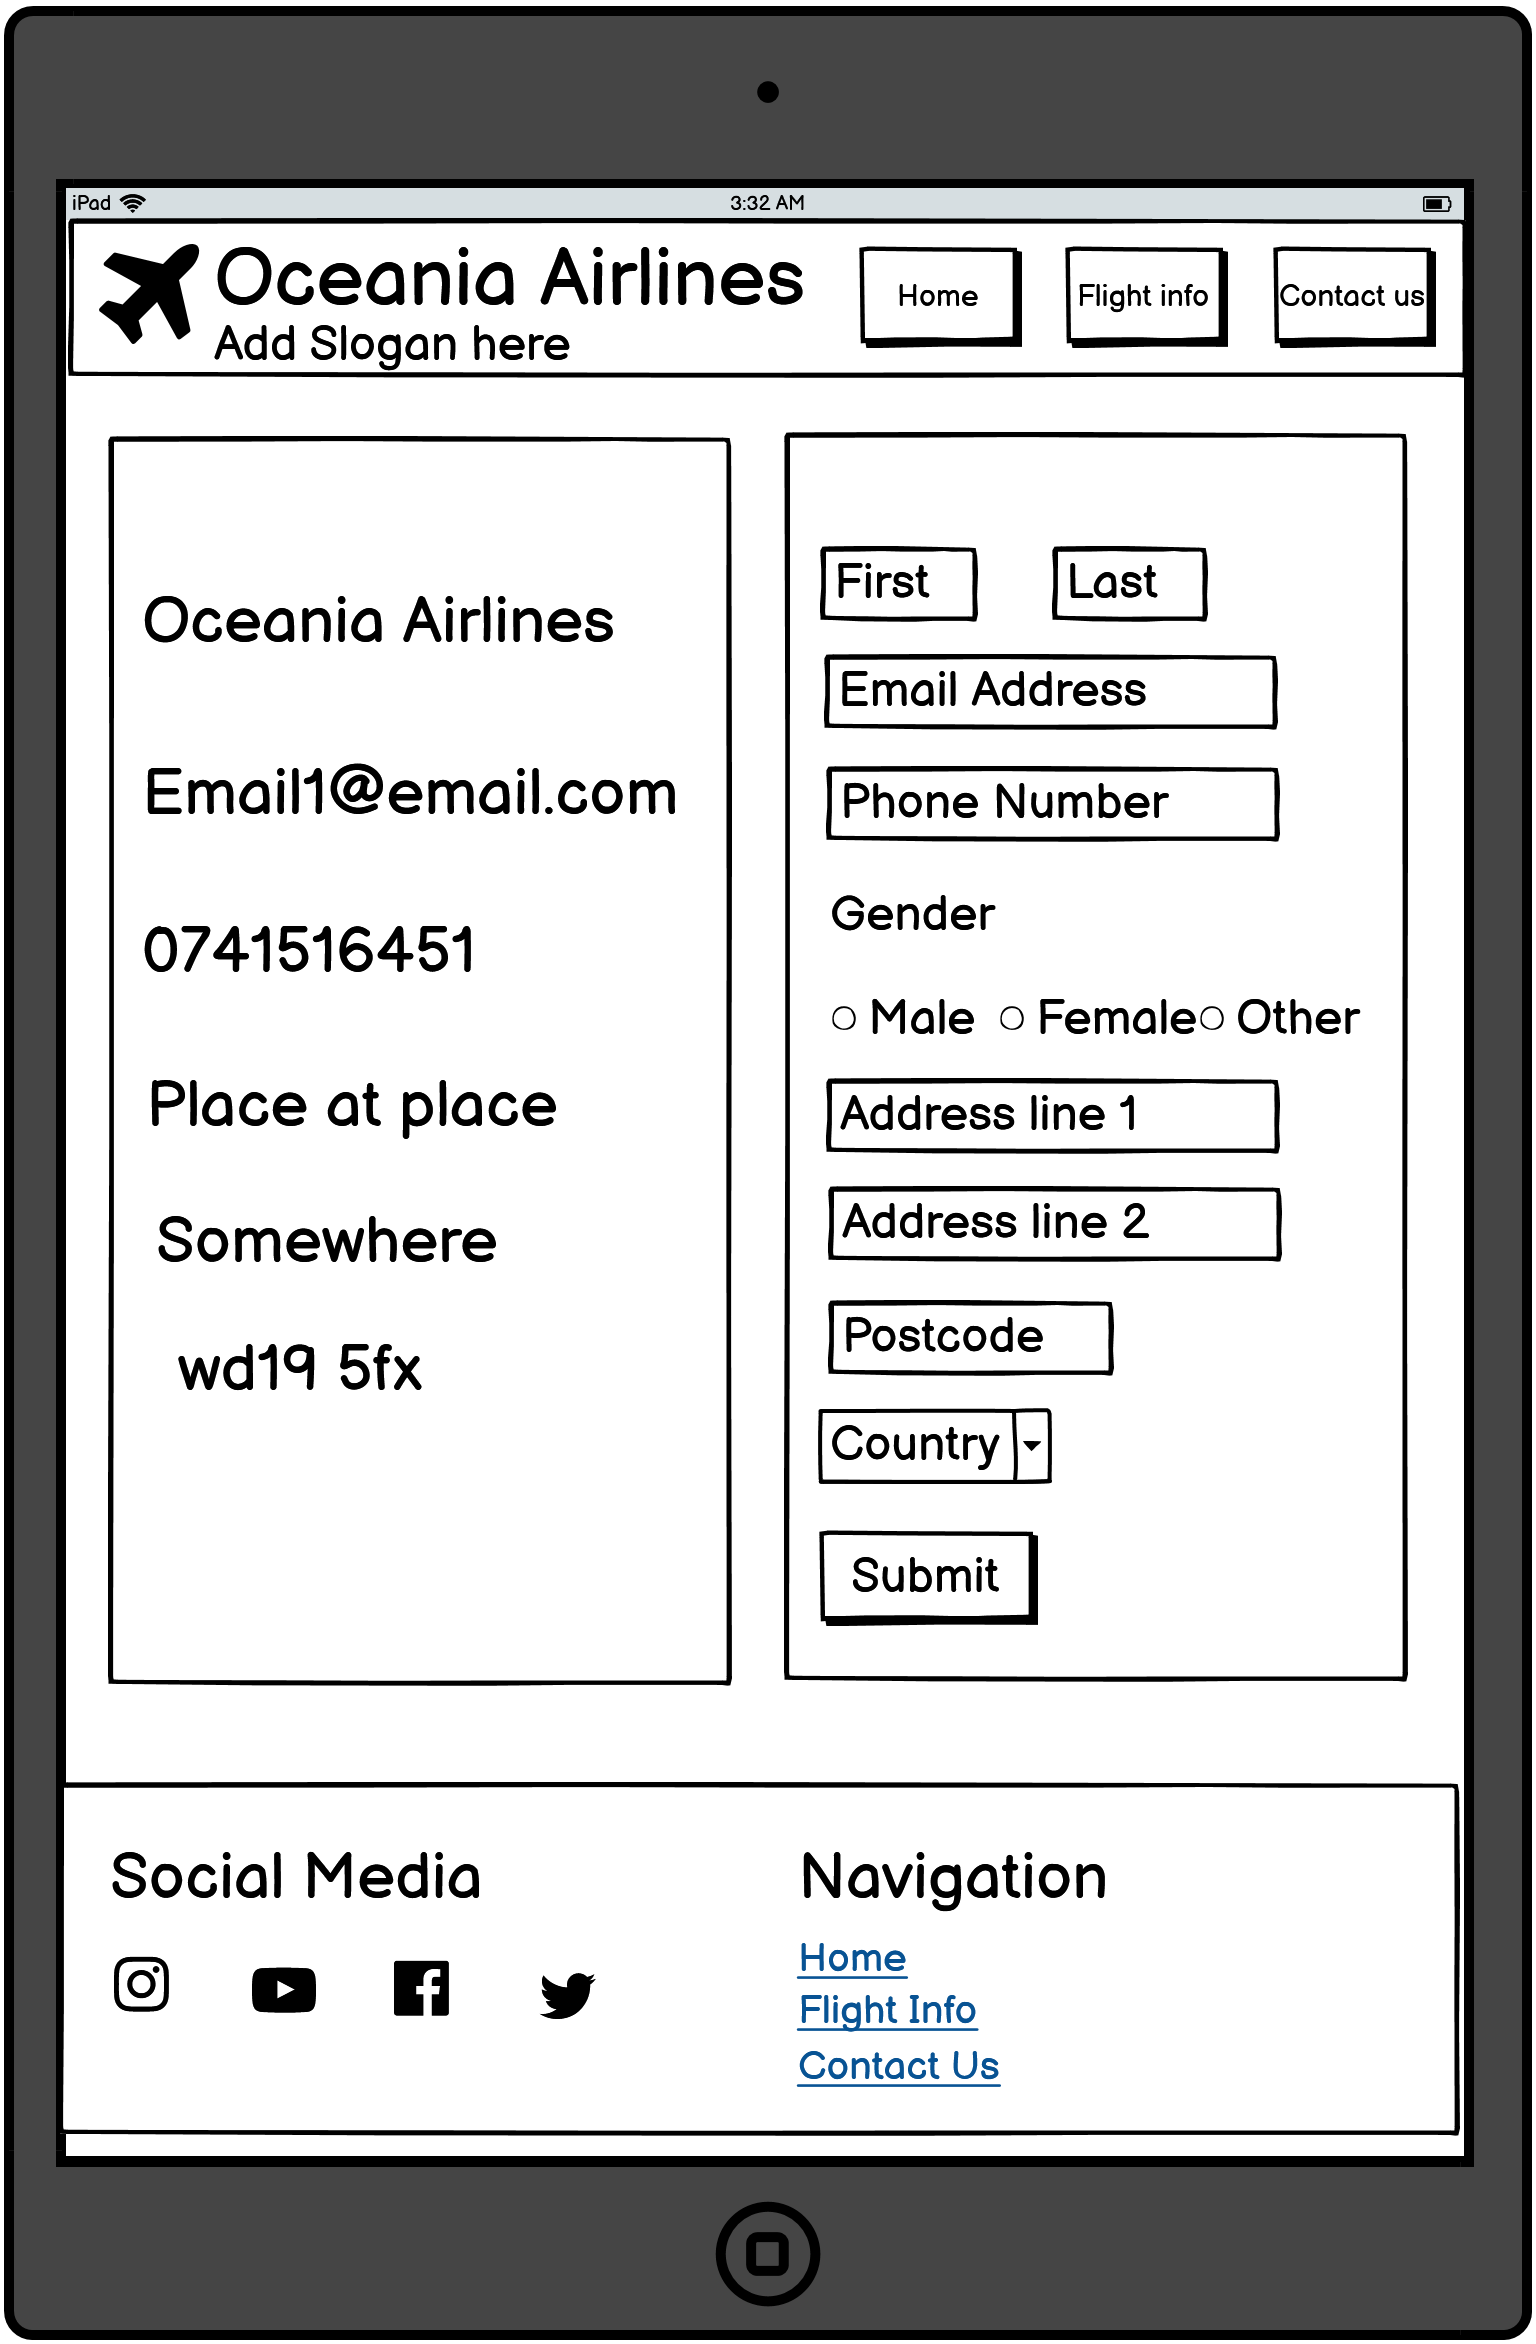 iPad 3:32 AM
Oceania Airlines
Add Slogan here
Home Flight info Contact us
Oceania Airlines
Email1@email.com
0741516451
Place at place
Somewhere
wd19 5fx
First Last
Email Address
Phone Number
Gender
Male Female Other
Address line 1
Address line 2
Postcode
Country
Submit
Social Media
Navigation
Home
Flight Info
Contact Us